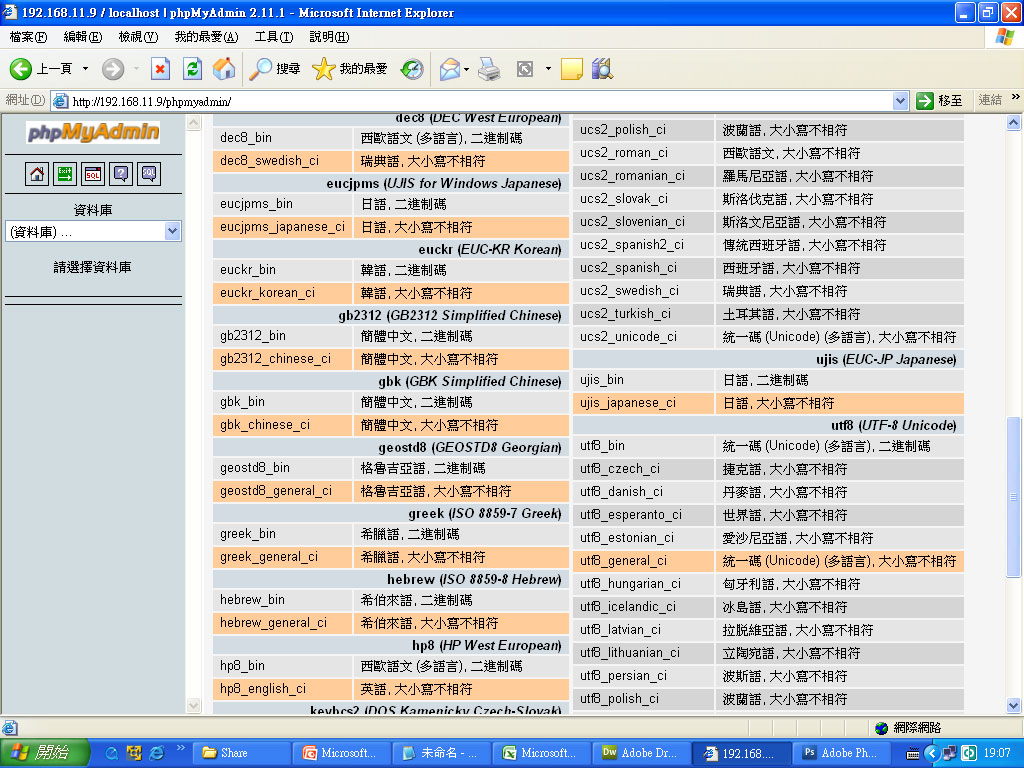 192.168.11.9 / localhost | phpMyAdmin 2.11.1 - Microsoft Internet Explorer
檔案(F) 編輯(E) 檢視(V) 我的最愛(A) 工具(T) 說明(H)
上一頁 搜尋 我的最愛
網址(D) http://192.168.11.9/phpmyadmin/ 移至 連結 »
phpMyAdmin
Exit SQL ? SQL
資料庫
(資料庫) ...
請選擇資料庫
dec8 (DEC West European)
dec8_bin 西歐語文 (多語言), 二進制碼
dec8_swedish_ci 瑞典語, 大小寫不相符
eucjpms (UJIS for Windows Japanese)
eucjpms_bin 日語, 二進制碼
eucjpms_japanese_ci 日語, 大小寫不相符
euckr (EUC-KR Korean)
euckr_bin 韓語, 二進制碼
euckr_korean_ci 韓語, 大小寫不相符
gb2312 (GB2312 Simplified Chinese)
gb2312_bin 簡體中文, 二進制碼
gb2312_chinese_ci 簡體中文, 大小寫不相符
gbk (GBK Simplified Chinese)
gbk_bin 簡體中文, 二進制碼
gbk_chinese_ci 簡體中文, 大小寫不相符
geostd8 (GEOSTD8 Georgian)
geostd8_bin 格魯吉亞語, 二進制碼
geostd8_general_ci 格魯吉亞語, 大小寫不相符
greek (ISO 8859-7 Greek)
greek_bin 希臘語, 二進制碼
greek_general_ci 希臘語, 大小寫不相符
hebrew (ISO 8859-8 Hebrew)
hebrew_bin 希伯來語, 二進制碼
hebrew_general_ci 希伯來語, 大小寫不相符
hp8 (HP West European)
hp8_bin 西歐語文 (多語言), 二進制碼
hp8_english_ci 英語, 大小寫不相符
keybcs2 (DOS Kamenicky Czech-Slovak)
ucs2_polish_ci 波蘭語, 大小寫不相符
ucs2_roman_ci 西歐語文, 大小寫不相符
ucs2_romanian_ci 羅馬尼亞語, 大小寫不相符
ucs2_slovak_ci 斯洛伐克語, 大小寫不相符
ucs2_slovenian_ci 斯洛文尼亞語, 大小寫不相符
ucs2_spanish2_ci 傳統西班牙語, 大小寫不相符
ucs2_spanish_ci 西班牙語, 大小寫不相符
ucs2_swedish_ci 瑞典語, 大小寫不相符
ucs2_turkish_ci 土耳其語, 大小寫不相符
ucs2_unicode_ci 統一碼 (Unicode) (多語言), 大小寫不相符
ujis (EUC-JP Japanese)
ujis_bin 日語, 二進制碼
ujis_japanese_ci 日語, 大小寫不相符
utf8 (UTF-8 Unicode)
utf8_bin 統一碼 (Unicode) (多語言), 二進制碼
utf8_czech_ci 捷克語, 大小寫不相符
utf8_danish_ci 丹麥語, 大小寫不相符
utf8_esperanto_ci 世界語, 大小寫不相符
utf8_estonian_ci 愛沙尼亞語, 大小寫不相符
utf8_general_ci 統一碼 (Unicode) (多語言), 大小寫不相符
utf8_hungarian_ci 匈牙利語, 大小寫不相符
utf8_icelandic_ci 冰島語, 大小寫不相符
utf8_latvian_ci 拉脱維亞語, 大小寫不相符
utf8_lithuanian_ci 立陶宛語, 大小寫不相符
utf8_persian_ci 波斯語, 大小寫不相符
utf8_polish_ci 波蘭語, 大小寫不相符
網際網路
開始 » Share Microsoft... 未命名 - ... Microsoft... Adobe Dr... 192.168.... Adobe Ph... 19:07